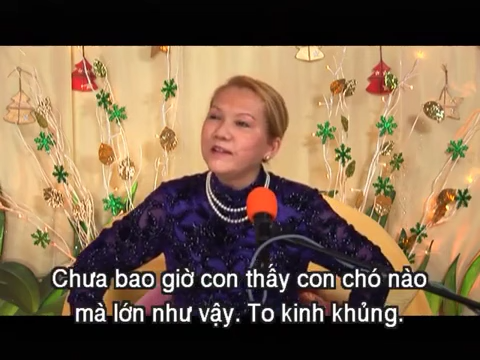 Chưa bao giờ con thấy con chó nào
mà lớn như vậy. To kinh khủng.